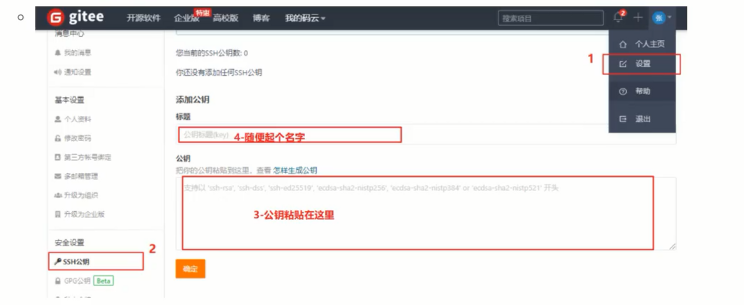 gitee 开源软件 企业版 特惠 高校版 博客 我的码云 搜索项目 2 张
消息中心
我的消息
通知设置
您当前的SSH公钥数: 0
你还没有添加任何SSH公钥
1
个人主页
设置
帮助
退出
基本设置
个人资料
修改密码
第三方帐号绑定
多邮箱管理
升级为组织
升级为企业版
添加公钥
标题
公钥标题(key)
4-随便起个名字
公钥
把你的公钥粘贴到这里,查看 怎样生成公钥
支持以 'ssh-rsa', 'ssh-dss', 'ssh-ed25519', 'ecdsa-sha2-nistp256', 'ecdsa-sha2-nistp384' or 'ecdsa-sha2-nistp521' 开头
3-公钥粘贴在这里
安全设置
2
SSH公钥
GPG公钥 Beta
确定